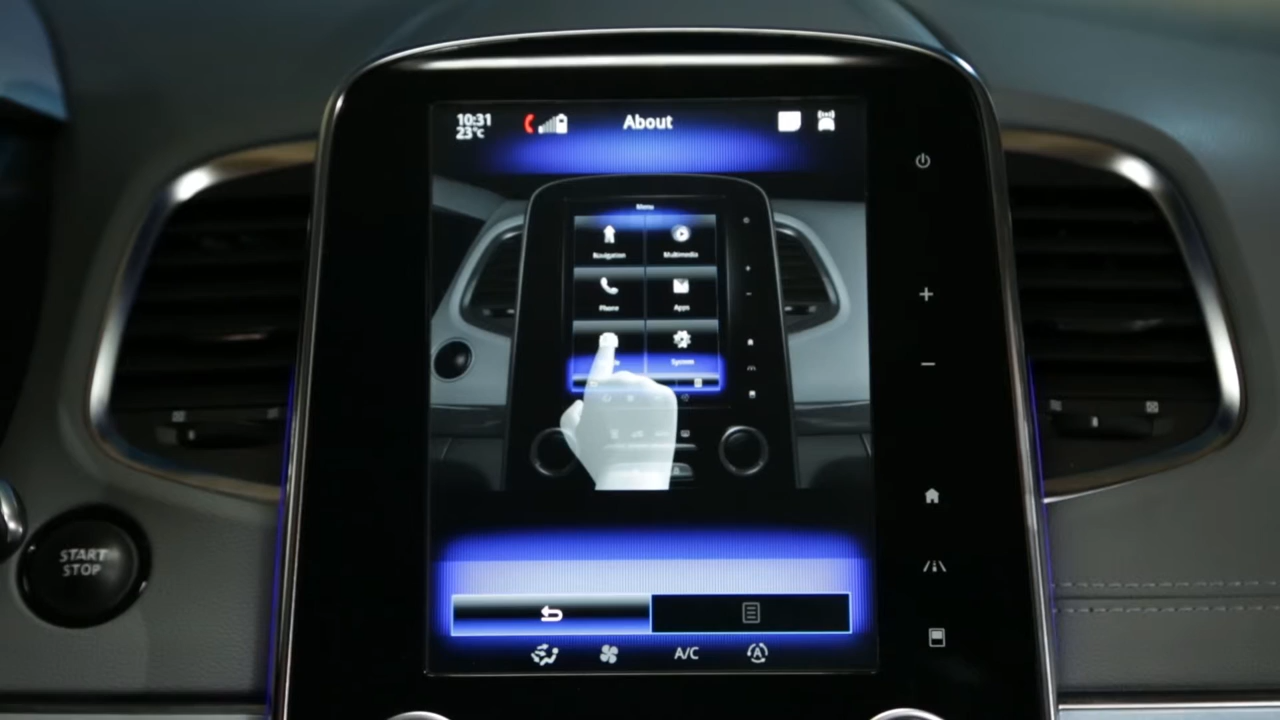 10:31
23°C
About
Menu
Navigation
Multimedia
Phone
Apps
System
START
STOP
A/C